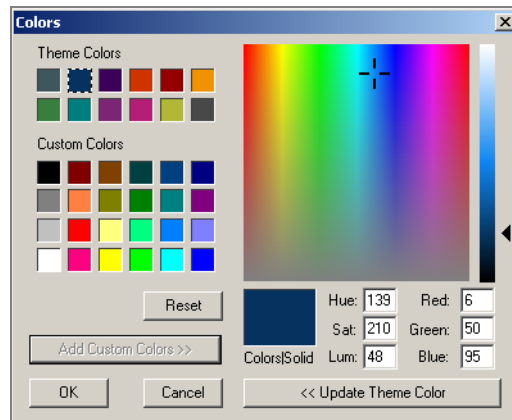 Colors
Theme Colors
Custom Colors
Reset
Add Custom Colors >>
OK
Cancel
Colors|Solid
Hue: 139
Sat: 210
Lum: 48
Red: 6
Green: 50
Blue: 95
<< Update Theme Color